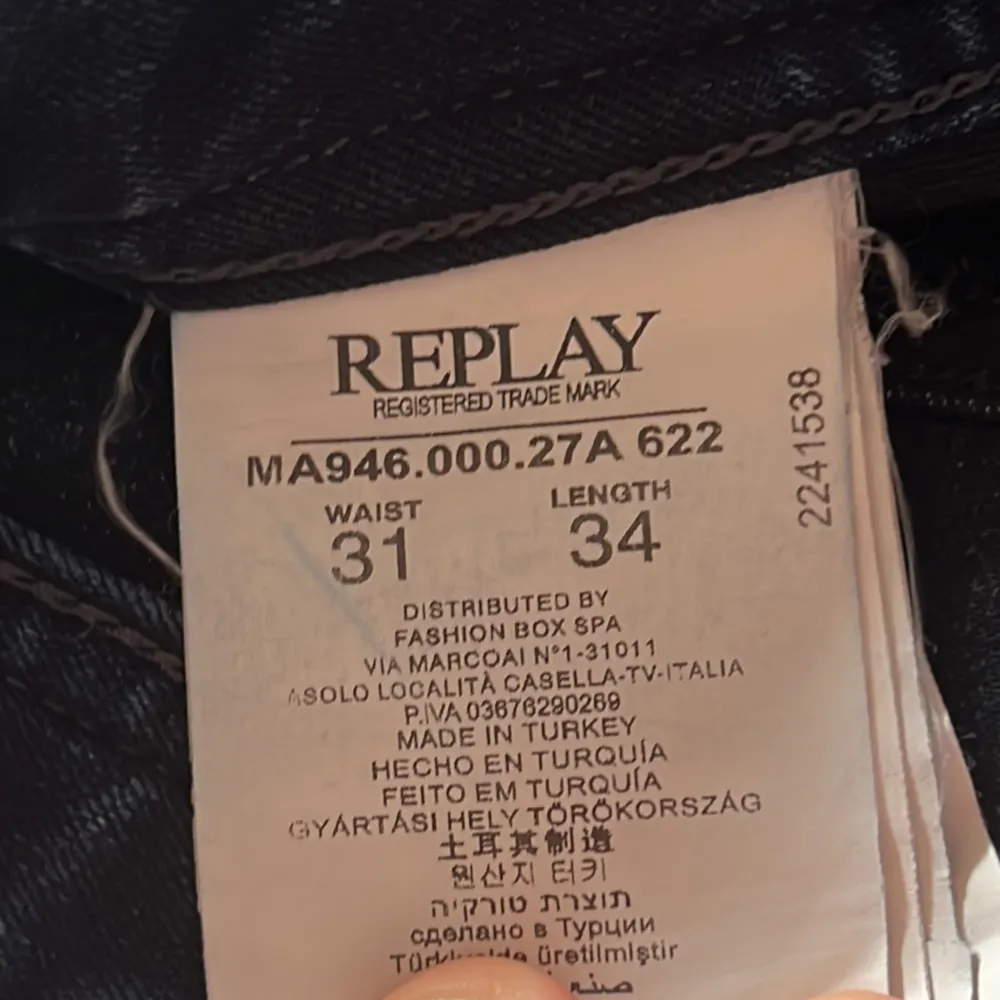 REPLAY
REGISTERED TRADE MARK
MA946.000.27A 622
WAIST LENGTH
31 34
2241538
DISTRIBUTED BY
FASHION BOX SPA
VIA MARCOAI N°1-31011
ASOLO LOCALITÀ CASELLA-TV-ITALIA
P.IVA 03676290269
MADE IN TURKEY
HECHO EN TURQUÍA
FEITO EM TURQUÍA
GYÁRTÁSI HELY TÖRÖKORSZÁG
土耳其制造
원산지 터키
תוצרת טורקיה
сделано в Турции
üretilmiştir